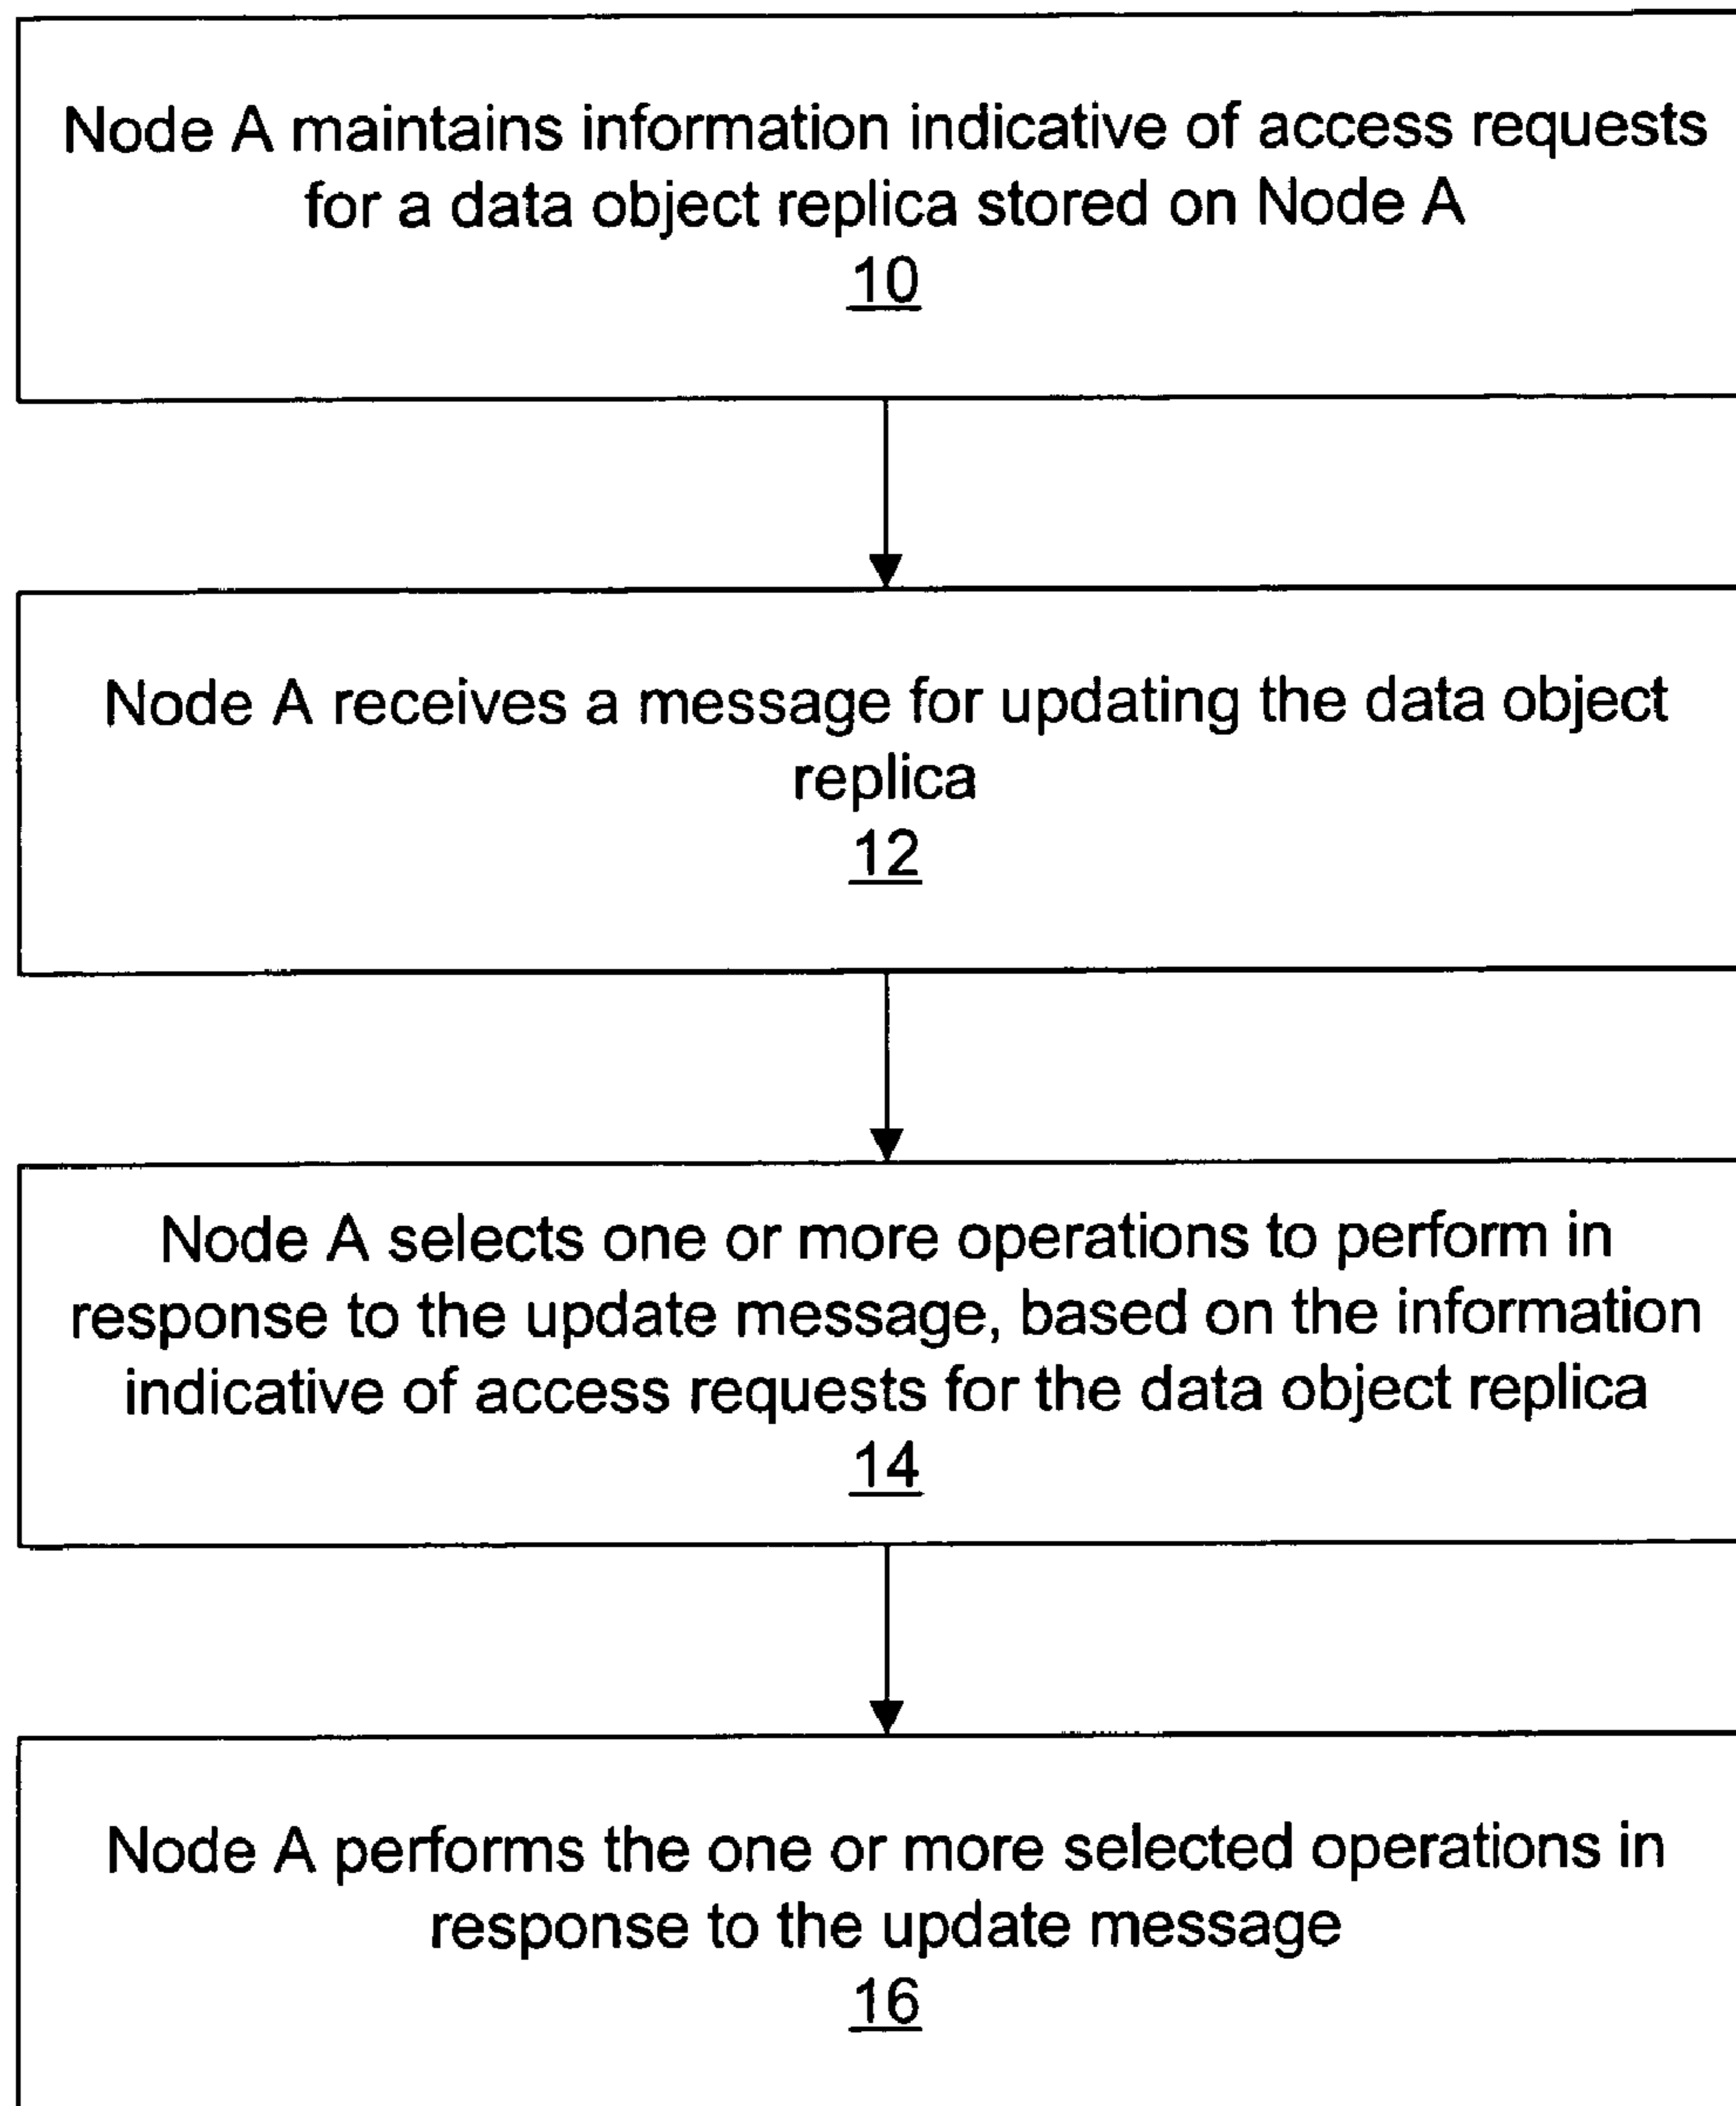 Node A maintains information indicative of access requests
for a data object replica stored on Node A
10
Node A receives a message for updating the data object
replica
12
Node A selects one or more operations to perform in
response to the update message, based on the information
indicative of access requests for the data object replica
14
Node A performs the one or more selected operations in
response to the update message
16